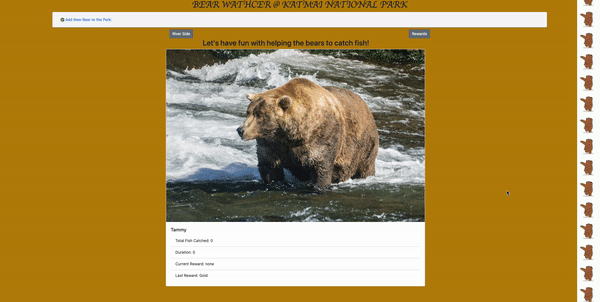 BEAR WATHCER @ KATMAI NATIONAL PARK
Add New Bear to the Park.
River Side
Rewards
Let's have fun with helping the bears to catch fish!
Tammy
Total Fish Catched: 0
Duration: 0
Current Reward: none
Last Reward: Gold